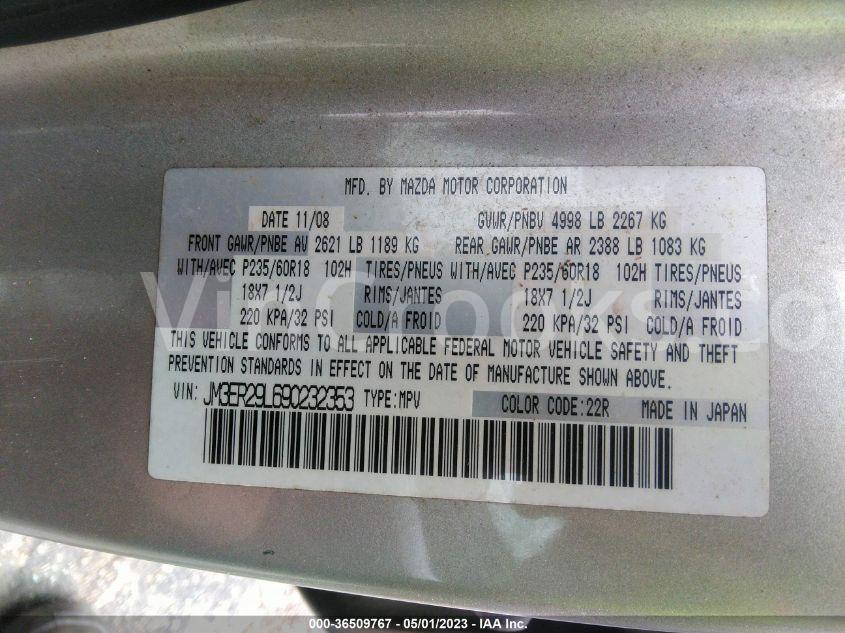 MFD. BY MAZDA MOTOR CORPORATION
DATE 11/08 GVWR/PNBV 4998 LB 2267 KG
FRONT GAWR/PNBE AV 2621 LB 1189 KG REAR GAWR/PNBE AR 2388 LB 1083 KG
WITH/AVEC P235/60R18 102H TIRES/PNEUS WITH/AVEC P235/60R18 102H TIRES/PNEUS
18X7 1/2J RIMS/JANTES 18X7 1/2J RIMS/JANTES
220 KPA/32 PSI COLD/A FROID 220 KPA/32 PSI COLD/A FROID
THIS VEHICLE CONFORMS TO ALL APPLICABLE FEDERAL MOTOR VEHICLE SAFETY AND THEFT
PREVENTION STANDARDS IN EFFECT ON THE DATE OF MANUFACTURE SHOWN ABOVE.
VIN: JM3ER29L690232353 TYPE:MPV COLOR CODE:22R MADE IN JAPAN
000-36509767 - 05/01/2023 - IAA Inc.